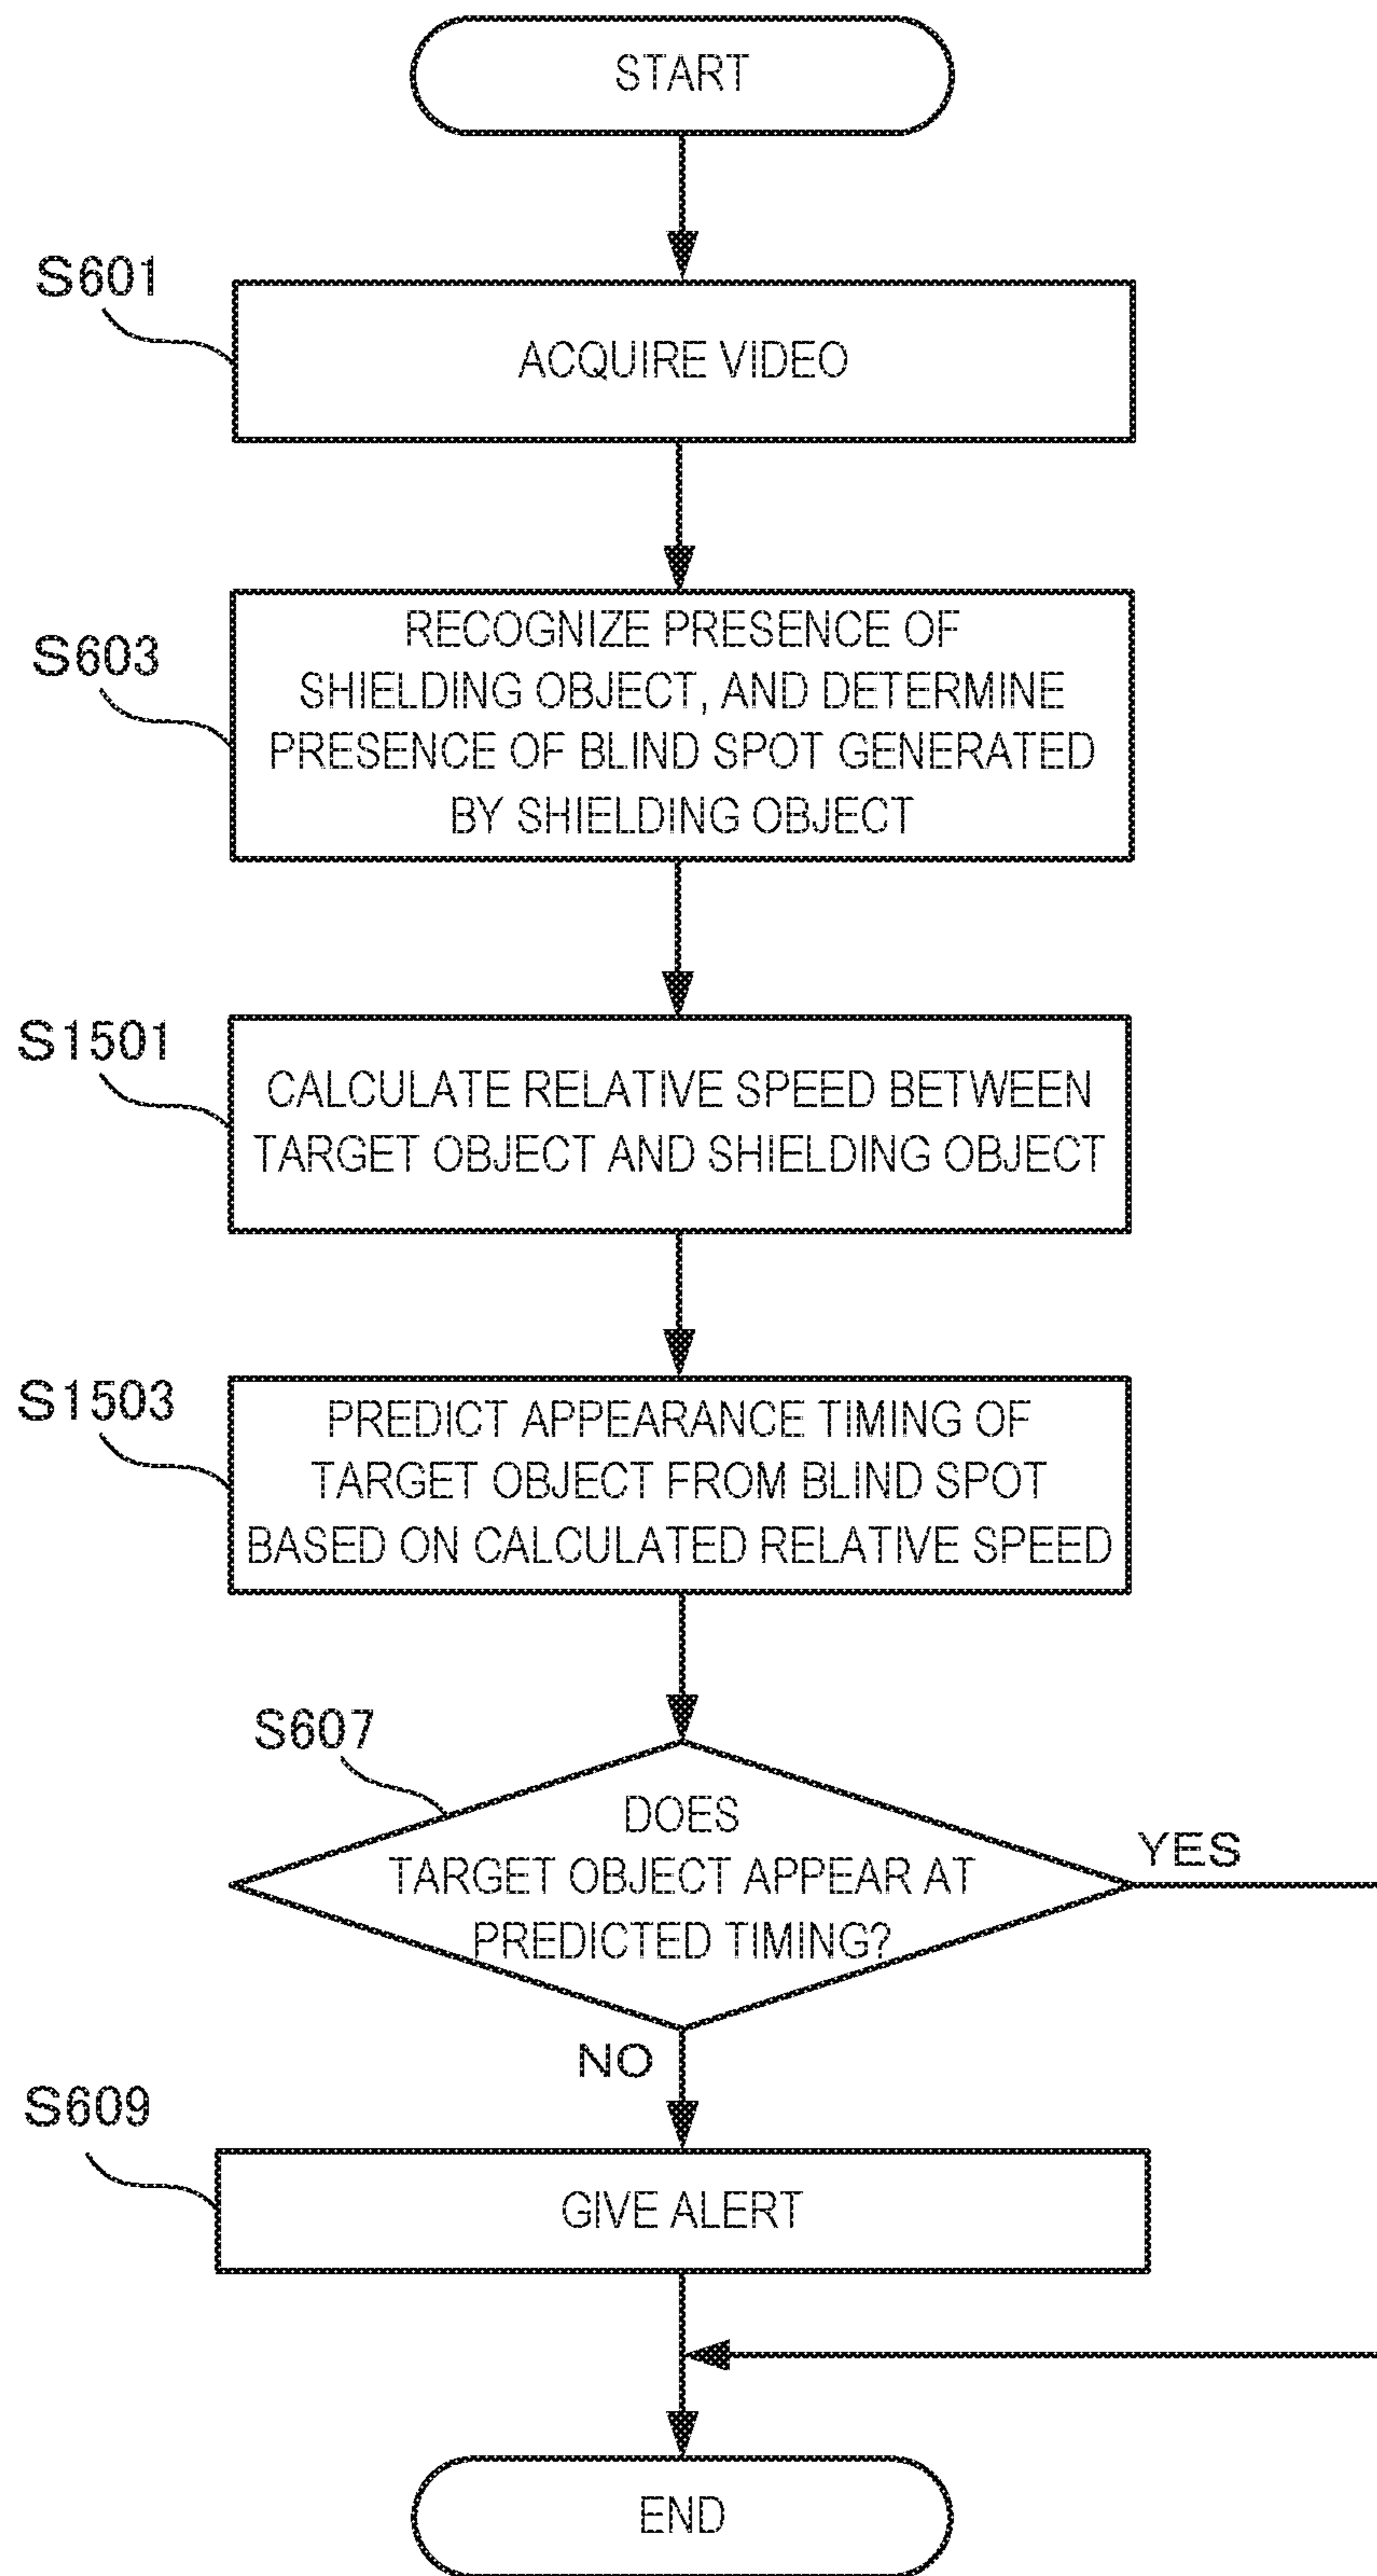 START
S601
ACQUIRE VIDEO
S603
RECOGNIZE PRESENCE OF
SHIELDING OBJECT, AND DETERMINE
PRESENCE OF BLIND SPOT GENERATED
BY SHIELDING OBJECT
S1501
CALCULATE RELATIVE SPEED BETWEEN
TARGET OBJECT AND SHIELDING OBJECT
S1503
PREDICT APPEARANCE TIMING OF
TARGET OBJECT FROM BLIND SPOT
BASED ON CALCULATED RELATIVE SPEED
S607
DOES
TARGET OBJECT APPEAR AT
PREDICTED TIMING?
YES
NO
S609
GIVE ALERT
END